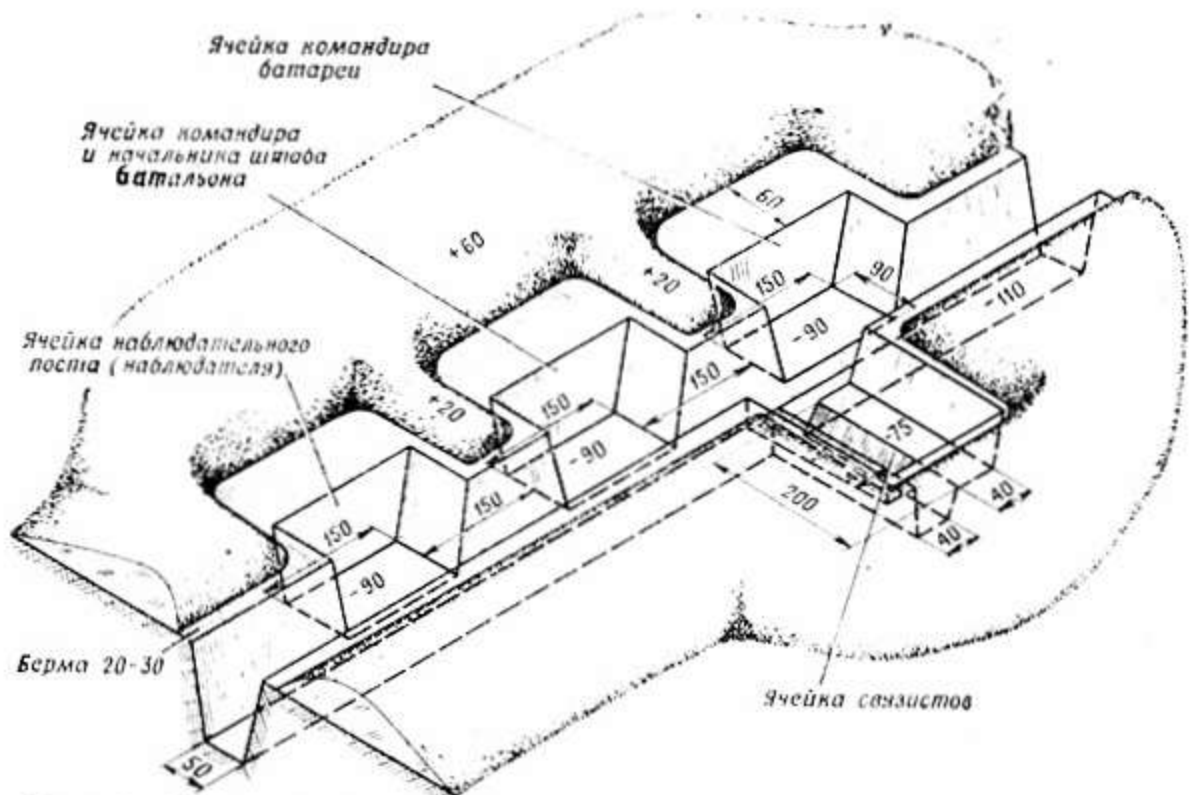 Ячейка командира
батареи
Ячейка командира
и начальника штаба
батальона
Ячейка наблюдательного
поста (наблюдателя)
+60
+20
+20
60
150
90
-110
-90
150
150
-90
150
150
-90
-75
200
40
40
Берма 20-30
50
Ячейка связистов